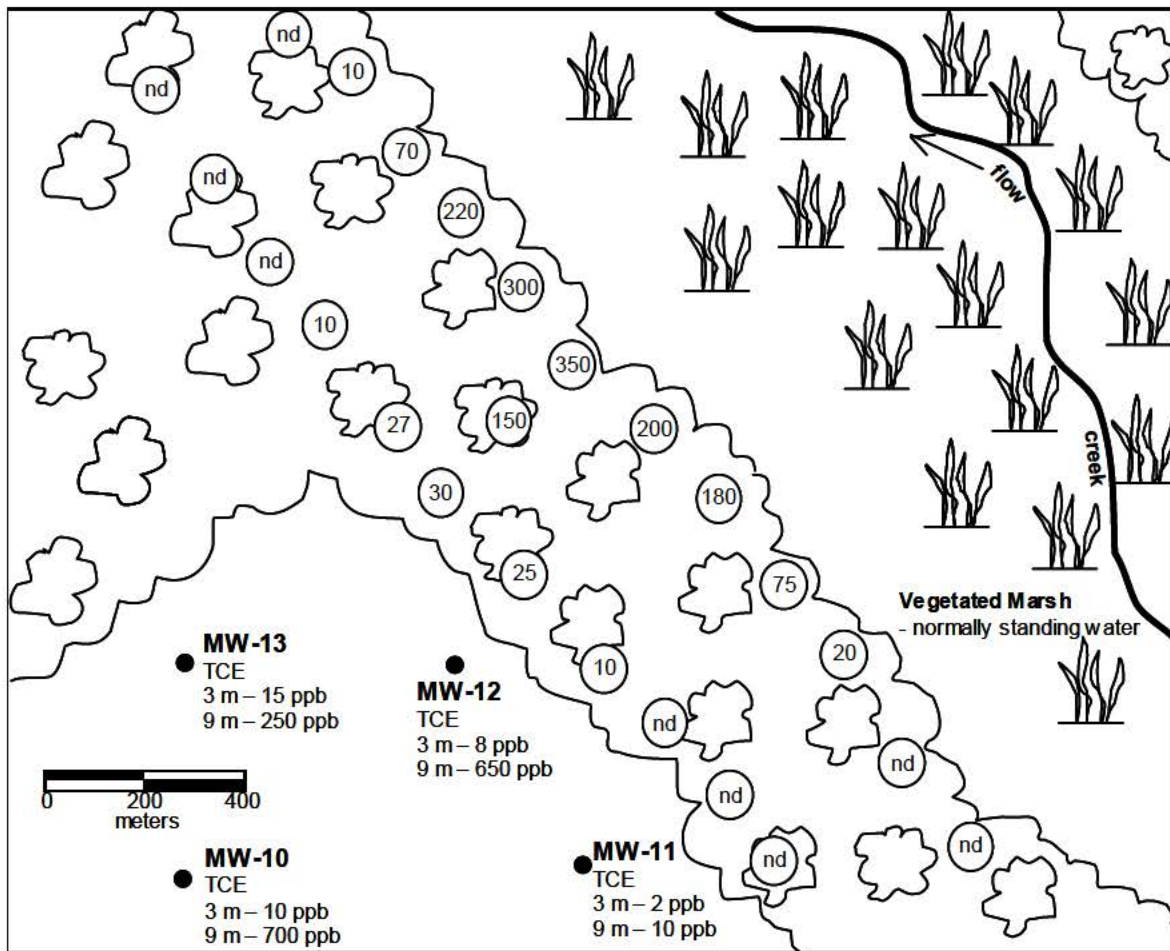 nd
nd
10
70
nd
220
nd
300
10
350
27
150
200
30
180
25
75
10
20
nd
nd
nd
nd
nd
flow
creek
Vegetated Marsh
- normally standing water
MW-13
TCE
3 m – 15 ppb
9 m – 250 ppb
MW-12
TCE
3 m – 8 ppb
9 m – 650 ppb
0 200 400
meters
MW-10
TCE
3 m – 10 ppb
9 m – 700 ppb
MW-11
TCE
3 m – 2 ppb
9 m – 10 ppb